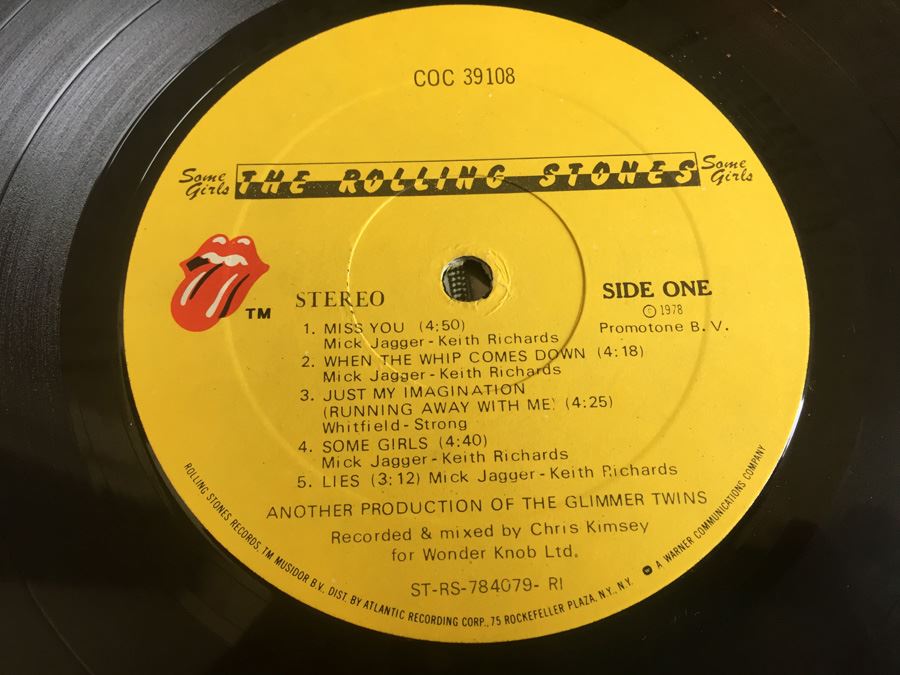 COC 39108
Some Girls
THE ROLLING STONES
Some Girls
TM
STEREO
SIDE ONE
© 1978
Promotone B.V.
1. MISS YOU (4:50)
Mick Jagger - Keith Richards
2. WHEN THE WHIP COMES DOWN (4:18)
Mick Jagger - Keith Richards
3. JUST MY IMAGINATION
(RUNNING AWAY WITH ME) (4:25)
Whitfield - Strong
4. SOME GIRLS (4:40)
Mick Jagger - Keith Richards
5. LIES (3:12) Mick Jagger - Keith Richards
ANOTHER PRODUCTION OF THE GLIMMER TWINS
Recorded & mixed by Chris Kimsey
for Wonder Knob Ltd.
ST-RS-784079- RI
ROLLING STONES RECORDS, TM MUSIDOR B.V. DIST. BY ATLANTIC RECORDING CORP., 75 ROCKEFELLER PLAZA, N.Y., N.Y. A WARNER COMMUNICATIONS COMPANY